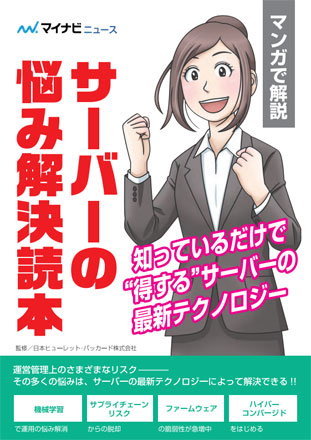 マイナビニュース
マンガで解説
サーバーの
悩み解決読本
知っているだけで
“得する”サーバーの
最新テクノロジー
監修／日本ヒューレット・パッカード株式会社
運営管理上のさまざまなリスク————
その多くの悩みは、サーバーの最新テクノロジーによって解決できる!!
機械学習
で運用の悩み解消
サプライチェーン
リスク
からの脱却
ファームウェア
の脆弱性が急増中
ハイパー
コンバージド
をはじめる